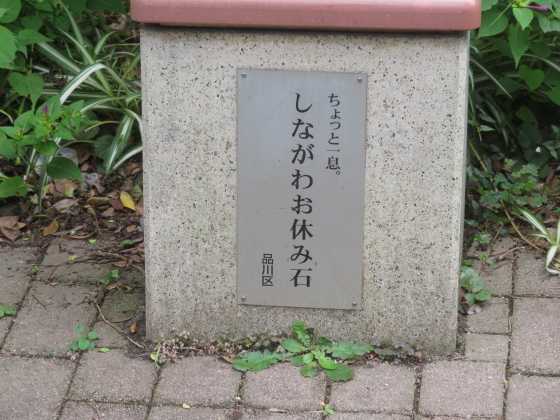 ちょっと一息。
しながわお休み石
品川区